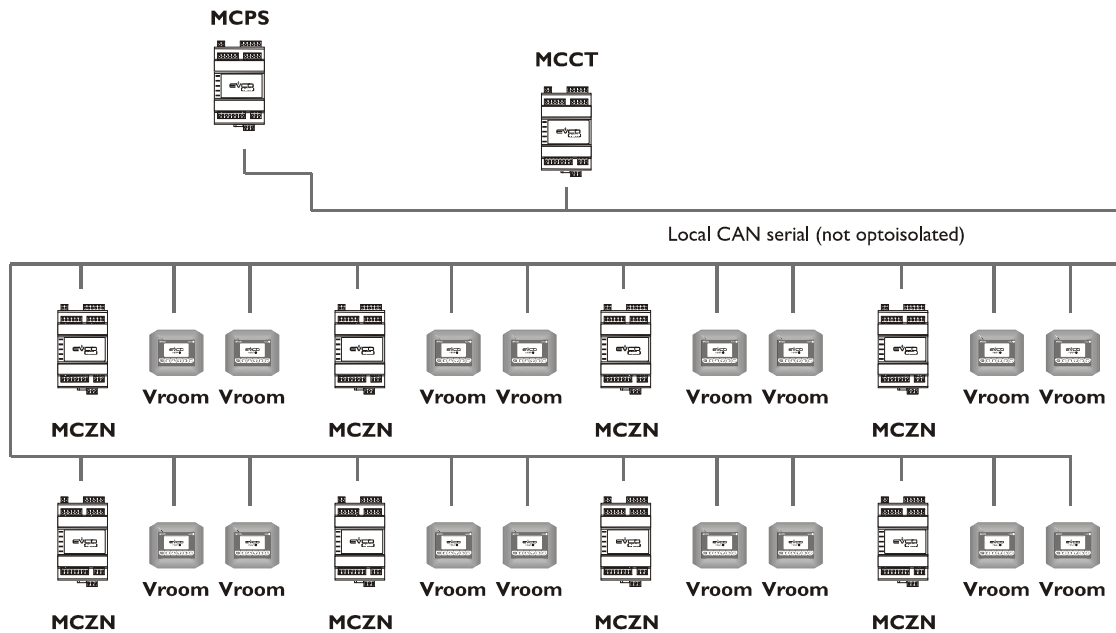 MCPS
MCCT
Local CAN serial (not optoisolated)
Vroom Vroom Vroom Vroom Vroom Vroom Vroom Vroom
MCZN MCZN MCZN MCZN
Vroom Vroom Vroom Vroom Vroom Vroom Vroom Vroom
MCZN MCZN MCZN MCZN